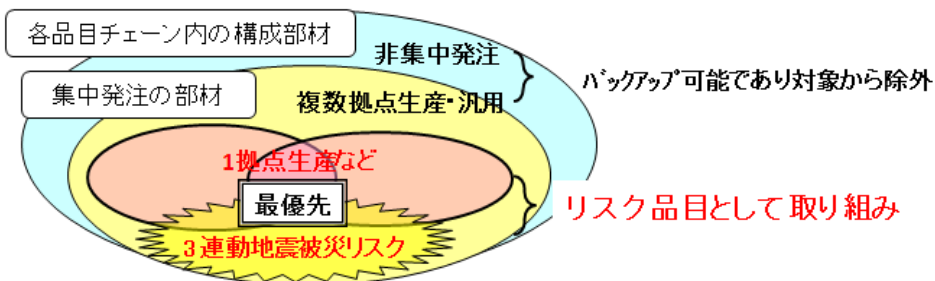 各品目チェーン内の構成部材
非集中発注
バックアップ可能であり対象から除外
集中発注の部材
複数拠点生産・汎用
1拠点生産など
最優先
リスク品目として取り組み
3連動地震被災リスク